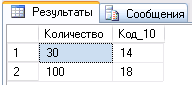 Результаты Сообщения
Количество Код_10
1 30 14
2 100 18